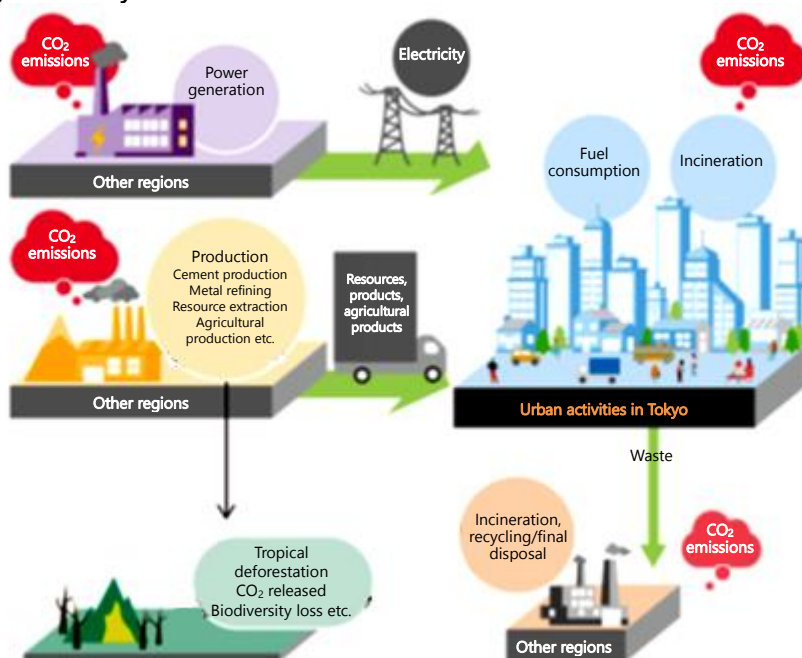 CO₂
emissions
Power
generation
Electricity
Other regions
CO₂
emissions
Fuel
consumption
Incineration
CO₂
emissions
Production
Cement production
Metal refining
Resource extraction
Agricultural
production etc.
Resources,
products,
agricultural
products
Other regions
Urban activities in Tokyo
Waste
Tropical
deforestation
CO₂ released
Biodiversity loss etc.
Incineration,
recycling/final
disposal
CO₂
emissions
Other regions